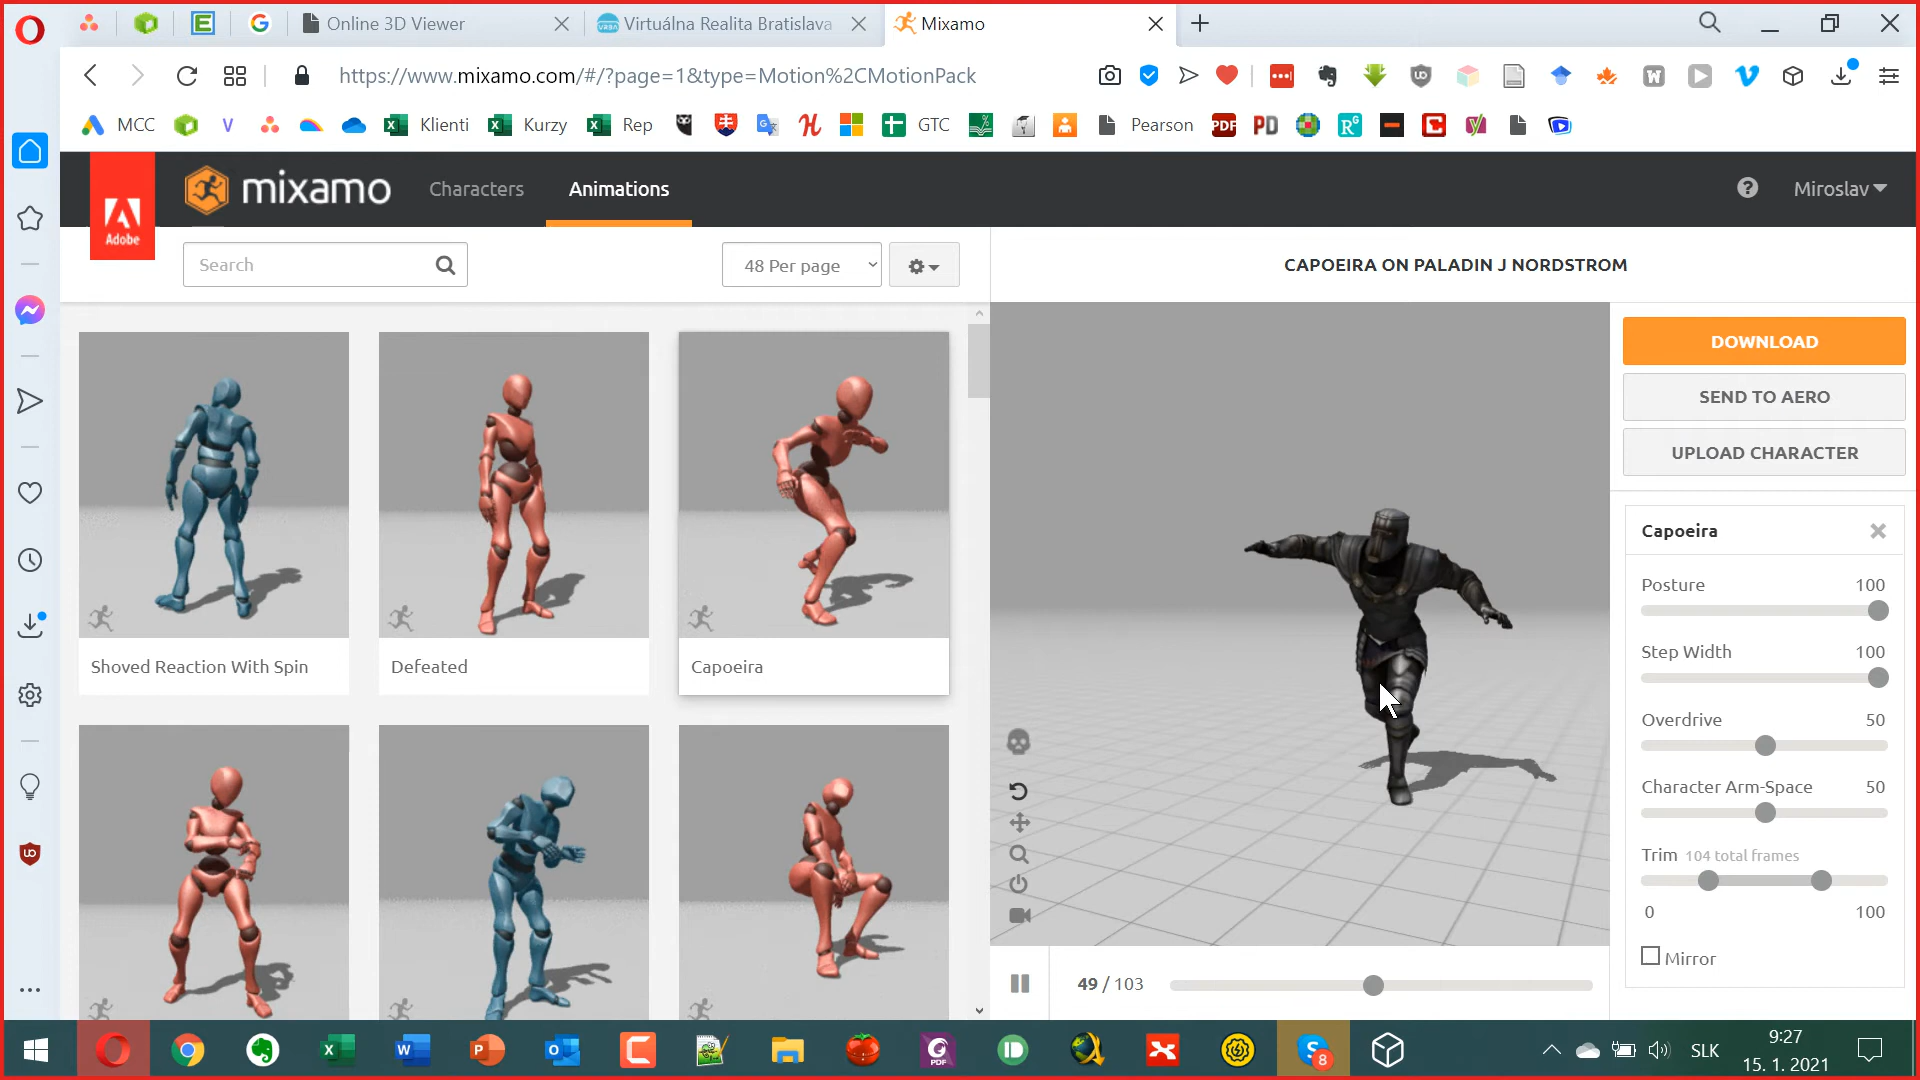 Online 3D Viewer
Virtuálna Realita Bratislava
Mixamo
https://www.mixamo.com/#/?page=1&type=Motion%2CMotionPack
MCC
Klienti
Kurzy
Rep
GTC
Pearson
Adobe
mixamo
Characters
Animations
Miroslav
Search
48 Per page
CAPOEIRA ON PALADIN J NORDSTROM
DOWNLOAD
SEND TO AERO
UPLOAD CHARACTER
Shoved Reaction With Spin
Defeated
Capoeira
Capoeira
Posture 100
Step Width 100
Overdrive 50
Character Arm-Space 50
Trim 104 total frames
0 100
Mirror
49 / 103
SLK
9:27
15. 1. 2021